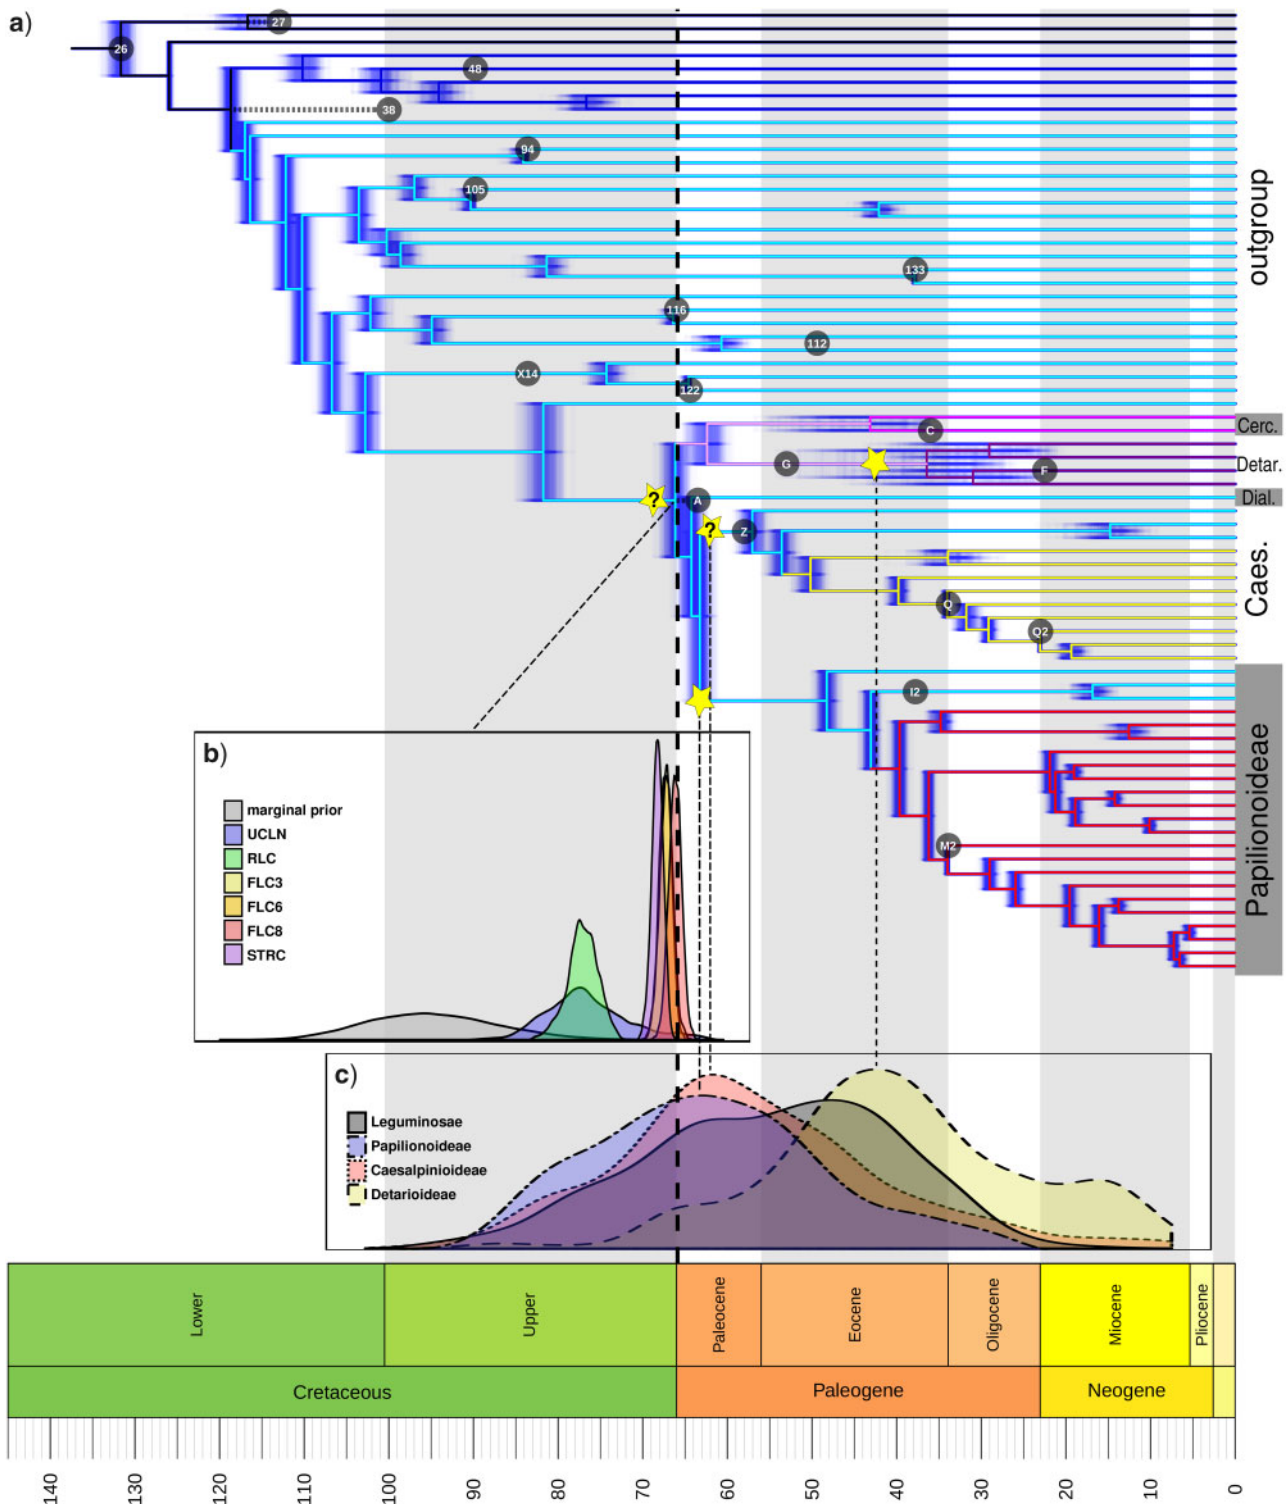 a)
27
26
48
38
94
105
133
116
112
X14
122
outgroup
C
Cerc.
G
F
Detar.
?
A
Dial.
?
Z
Q
Q2
Caes.
I2
M2
Papilionoideae
b)
marginal prior
UCLN
RLC
FLC3
FLC6
FLC8
STRC
c)
Leguminosae
Papilionoideae
Caesalpinioideae
Detarioideae
Lower
Upper
Paleocene
Eocene
Oligocene
Miocene
Pliocene
Cretaceous
Paleogene
Neogene
140
130
120
110
100
90
80
70
60
50
40
30
20
10
0